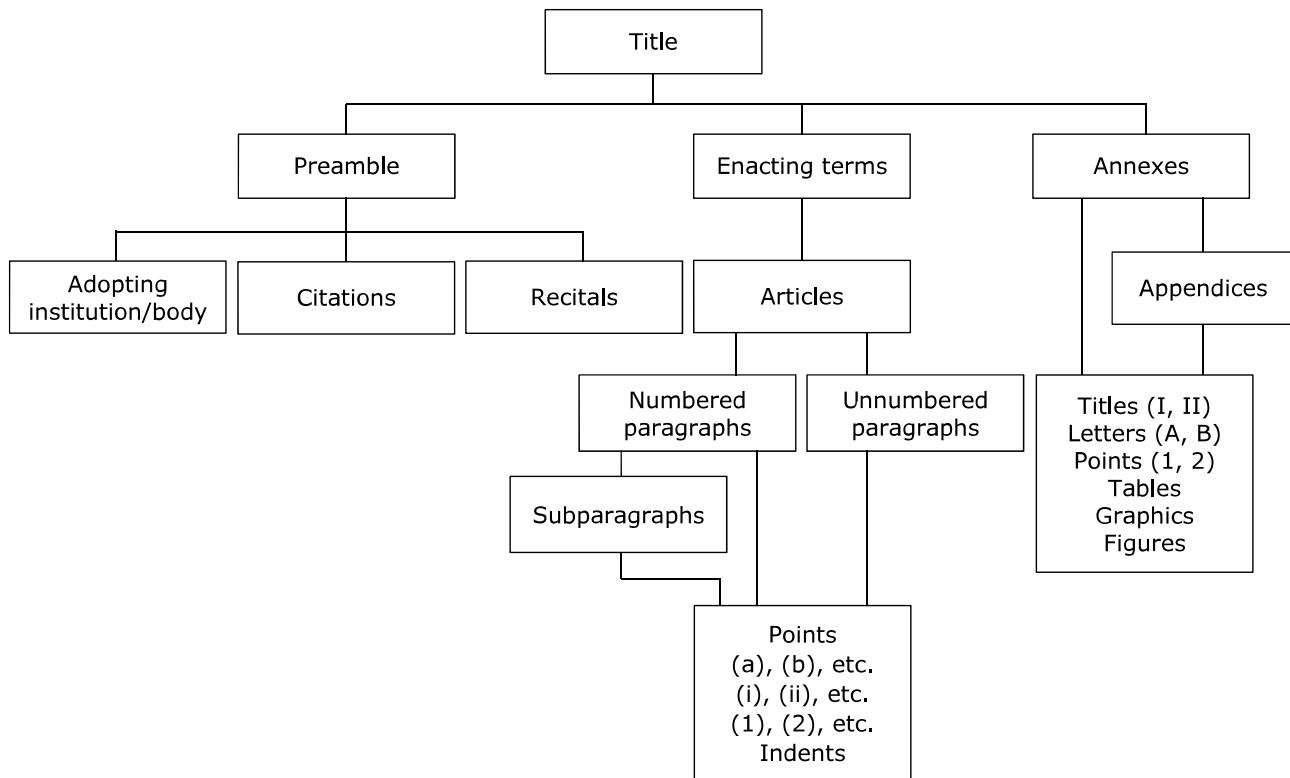 Title
Preamble
Enacting terms
Annexes
Adopting
institution/body
Citations
Recitals
Articles
Appendices
Numbered
paragraphs
Unnumbered
paragraphs
Titles (I, II)
Letters (A, B)
Points (1, 2)
Tables
Graphics
Figures
Subparagraphs
Points
(a), (b), etc.
(i), (ii), etc.
(1), (2), etc.
Indents